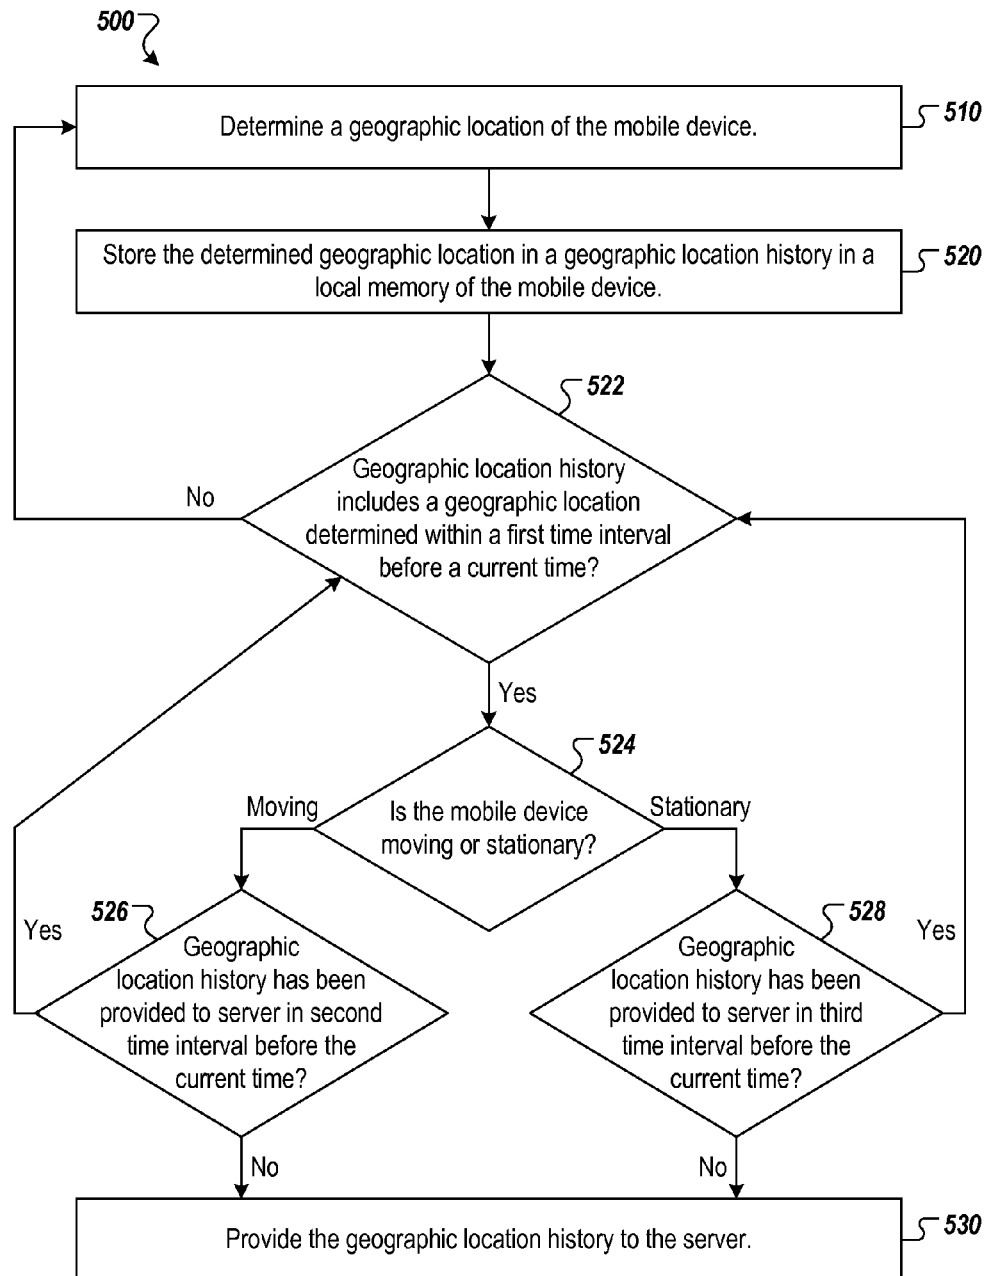 500
Determine a geographic location of the mobile device.
510
Store the determined geographic location in a geographic location history in a
local memory of the mobile device.
520
522
Geographic location history
includes a geographic location
determined within a first time interval
before a current time?
No
Yes
524
Is the mobile device
moving or stationary?
Moving
Stationary
526
Geographic
location history has been
provided to server in second
time interval before the
current time?
Yes
528
Geographic
location history has been
provided to server in third
time interval before the
current time?
Yes
No
No
Provide the geographic location history to the server.
530